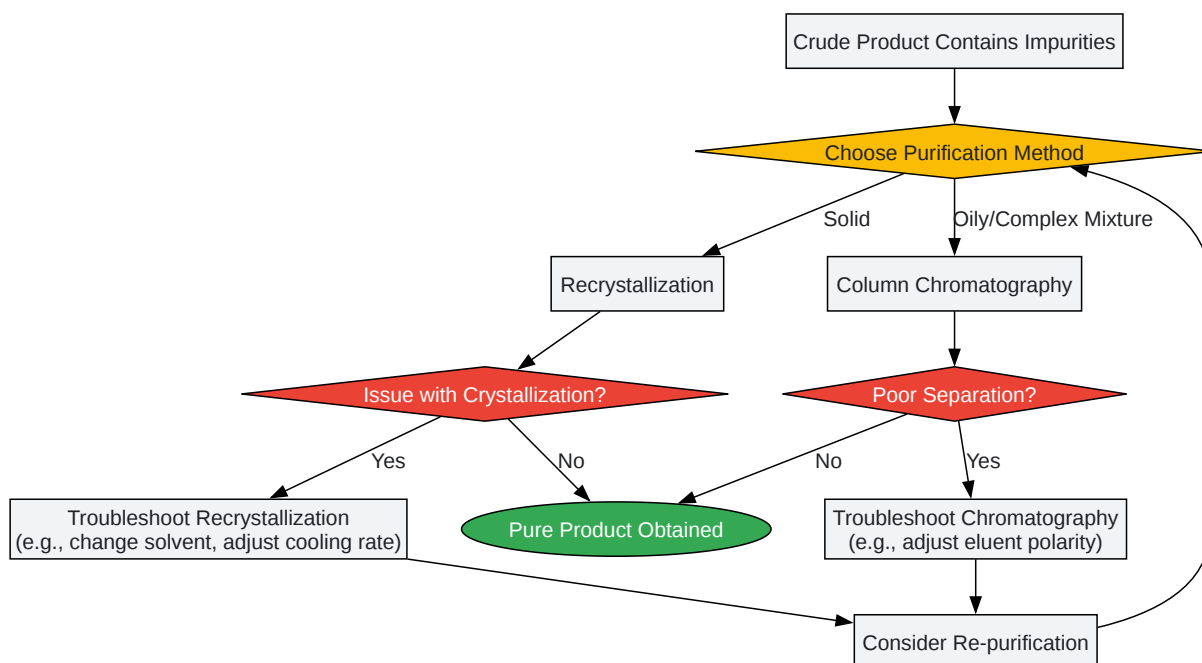 Crude Product Contains Impurities
Choose Purification Method
Solid
Oily/Complex Mixture
Recrystallization
Column Chromatography
Issue with Crystallization?
Poor Separation?
Yes
No
No
Yes
Troubleshoot Recrystallization
(e.g., change solvent, adjust cooling rate)
Pure Product Obtained
Troubleshoot Chromatography
(e.g., adjust eluent polarity)
Consider Re-purification